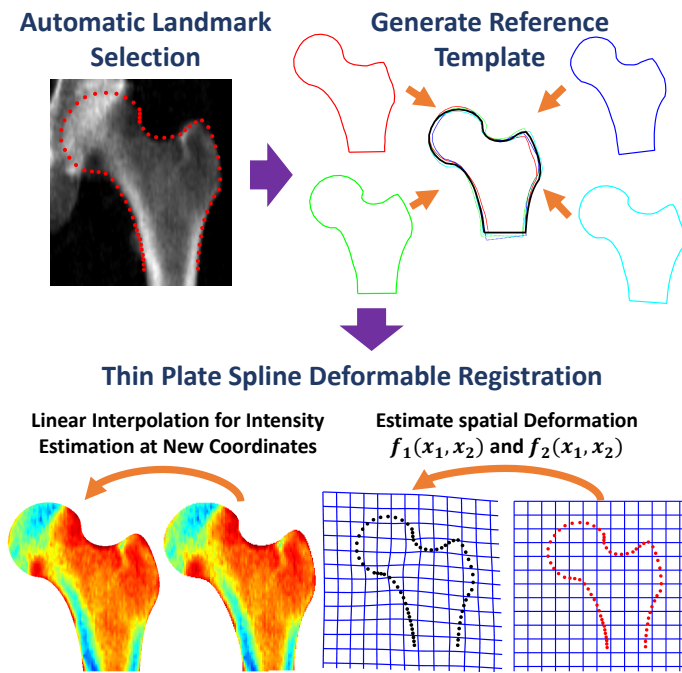 Automatic Landmark
Selection
Generate Reference
Template
Thin Plate Spline Deformable Registration
Linear Interpolation for Intensity
Estimation at New Coordinates
Estimate spatial Deformation
𝒇₁(𝒙₁, 𝒙₂) and 𝒇₂(𝒙₁, 𝒙₂)